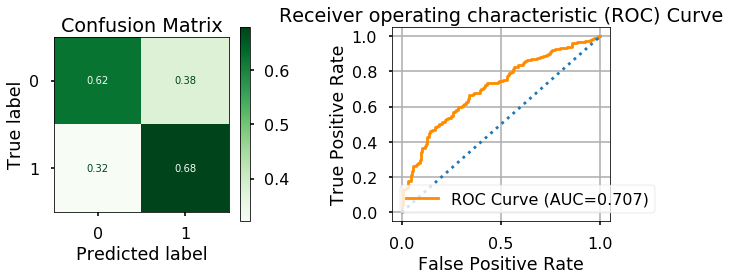 Confusion Matrix
True label
0
1
0.62
0.38
0.32
0.68
0
1
Predicted label
0.6
0.5
0.4
Receiver operating characteristic (ROC) Curve
True Positive Rate
1.0
0.8
0.6
0.4
0.2
0.0
ROC Curve (AUC=0.707)
0.0
0.5
1.0
False Positive Rate